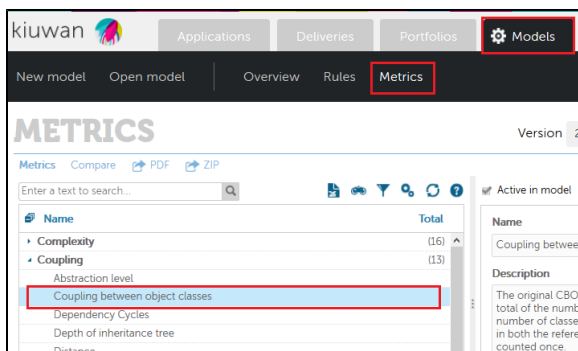 kiuwan
Applications Deliveries Portfolios Models
New model Open model Overview Rules Metrics
METRICS
Version 2
Metrics Compare PDF ZIP
Enter a text to search...
Active in model
Name Total
Name
Complexity (16)
Coupling betwee
Coupling (13)
Abstraction level
Description
Coupling between object classes
The original CBO
total of the numb
Dependency Cycles
number of classe
Depth of inheritance tree
in both the refere
counted once.
Distance